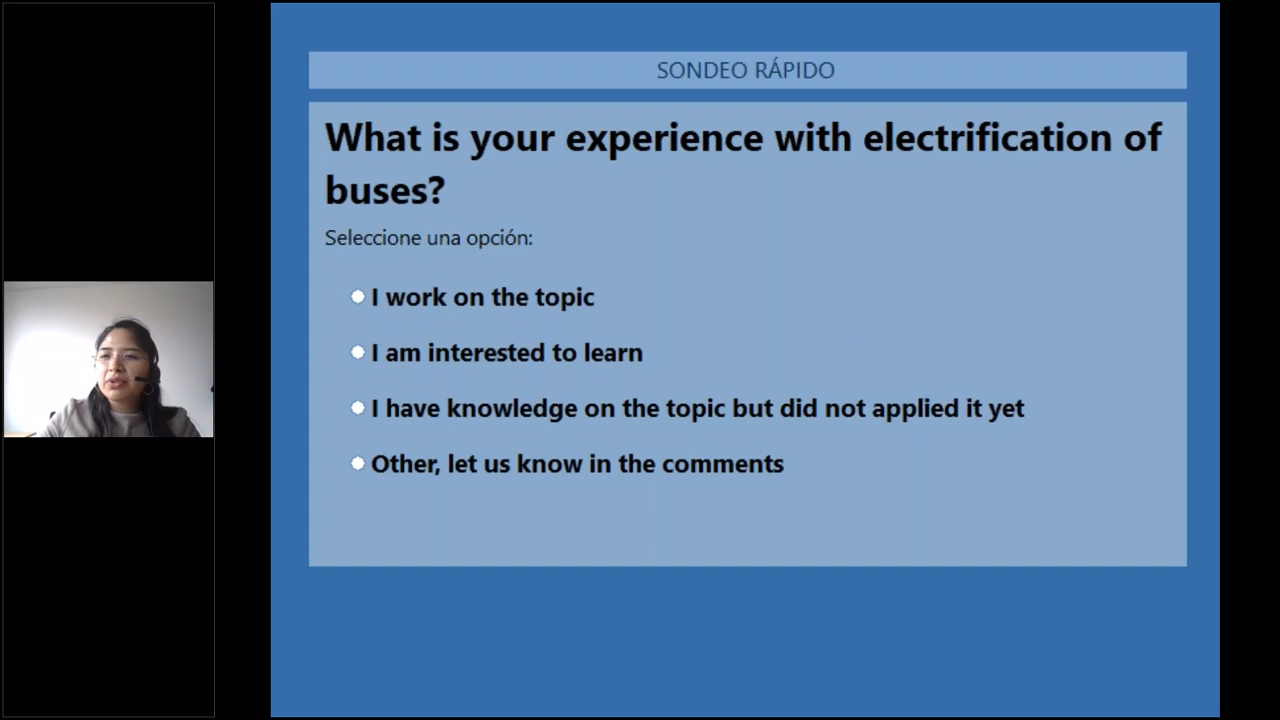 SONDEO RÁPIDO
What is your experience with electrification of
buses?
Seleccione una opción:
I work on the topic
I am interested to learn
I have knowledge on the topic but did not applied it yet
Other, let us know in the comments